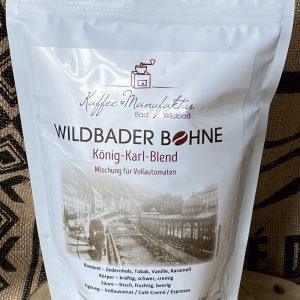 Kaffee Manufaktur
Bad Wildbad
WILDBADER BOHNE
König-Karl-Blend
Mischung für Vollautomaten
Bouquet – Zedernholz, Tabak, Vanille, Karamell
Körper – kräftig, schwer, cremig
Säure – frisch, fruchtig, beerig
Eignung – Vollautomat / Café Cremé / Espresso